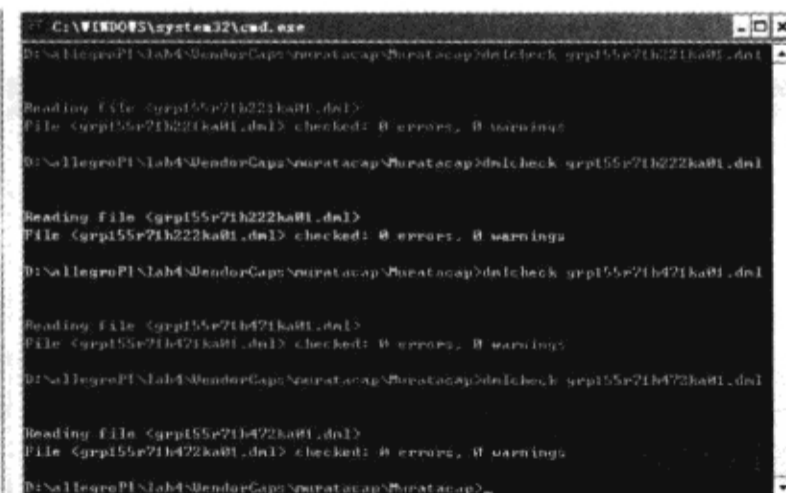 C:\WINDOWS\system32\cmd.exe
D:\allegroPI\lab4\VendorCaps\muratacap\Muratacap>dmlcheck grp155r71h221ka01.dml
Reading file <grp155r71h221ka01.dml>
File <grp155r71h221ka01.dml> checked: 0 errors, 0 warnings
D:\allegroPI\lab4\VendorCaps\muratacap\Muratacap>dmlcheck grp155r71h222ka01.dml
Reading file <grp155r71h222ka01.dml>
File <grp155r71h222ka01.dml> checked: 0 errors, 0 warnings
D:\allegroPI\lab4\VendorCaps\muratacap\Muratacap>dmlcheck grp155r71h471ka01.dml
Reading file <grp155r71h471ka01.dml>
File <grp155r71h471ka01.dml> checked: 0 errors, 0 warnings
D:\allegroPI\lab4\VendorCaps\muratacap\Muratacap>dmlcheck grp155r71h472ka01.dml
Reading file <grp155r71h472ka01.dml>
File <grp155r71h472ka01.dml> checked: 0 errors, 0 warnings
D:\allegroPI\lab4\VendorCaps\muratacap\Muratacap>_